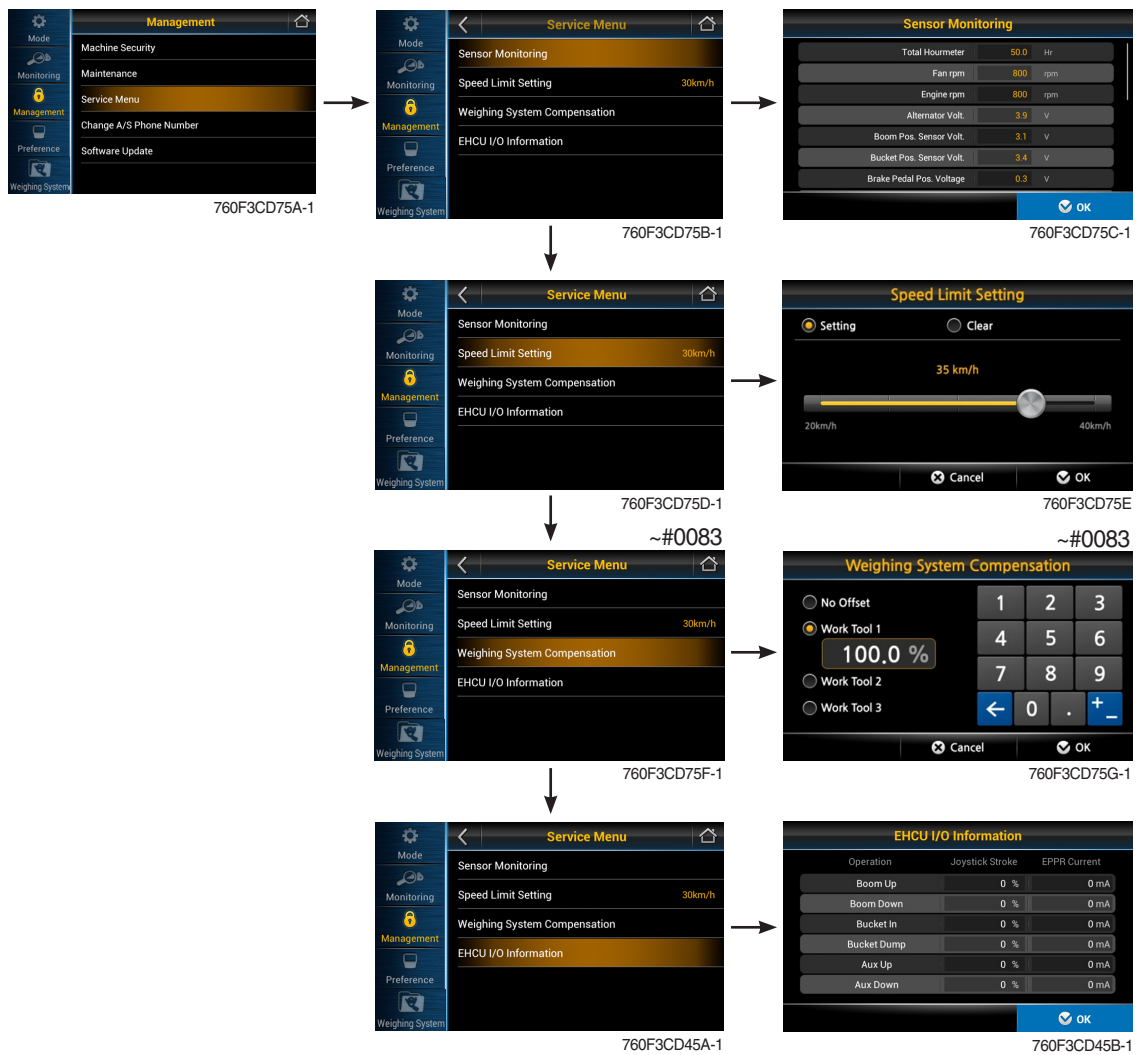 Management
Mode
Monitoring
Management
Preference
Weighing System
Machine Security
Maintenance
Service Menu
Change A/S Phone Number
Software Update
760F3CD75A-1
Service Menu
Mode
Monitoring
Management
Preference
Weighing System
Sensor Monitoring
Speed Limit Setting 30km/h
Weighing System Compensation
EHCU I/O Information
760F3CD75B-1
Sensor Monitoring
Total Hourmeter 50.0 Hr
Fan rpm 800 rpm
Engine rpm 800 rpm
Alternator Volt. 3.9 V
Boom Pos. Sensor Volt. 3.1 V
Bucket Pos. Sensor Volt. 3.4 V
Brake Pedal Pos. Voltage 0.3 V
OK
760F3CD75C-1
Service Menu
Mode
Monitoring
Management
Preference
Weighing System
Sensor Monitoring
Speed Limit Setting 30km/h
Weighing System Compensation
EHCU I/O Information
760F3CD75D-1
Speed Limit Setting
Setting Clear
35 km/h
20km/h 40km/h
Cancel OK
760F3CD75E
~#0083
Service Menu
Mode
Monitoring
Management
Preference
Weighing System
Sensor Monitoring
Speed Limit Setting 30km/h
Weighing System Compensation
EHCU I/O Information
760F3CD75F-1
~#0083
Weighing System Compensation
No Offset
Work Tool 1
100.0 %
Work Tool 2
Work Tool 3
1 2 3
4 5 6
7 8 9
← 0 . +_
Cancel OK
760F3CD75G-1
Service Menu
Mode
Monitoring
Management
Preference
Weighing System
Sensor Monitoring
Speed Limit Setting 30km/h
Weighing System Compensation
EHCU I/O Information
760F3CD45A-1
EHCU I/O Information
Operation Joystick Stroke EPPR Current
Boom Up 0 % 0 mA
Boom Down 0 % 0 mA
Bucket In 0 % 0 mA
Bucket Dump 0 % 0 mA
Aux Up 0 % 0 mA
Aux Down 0 % 0 mA
OK
760F3CD45B-1